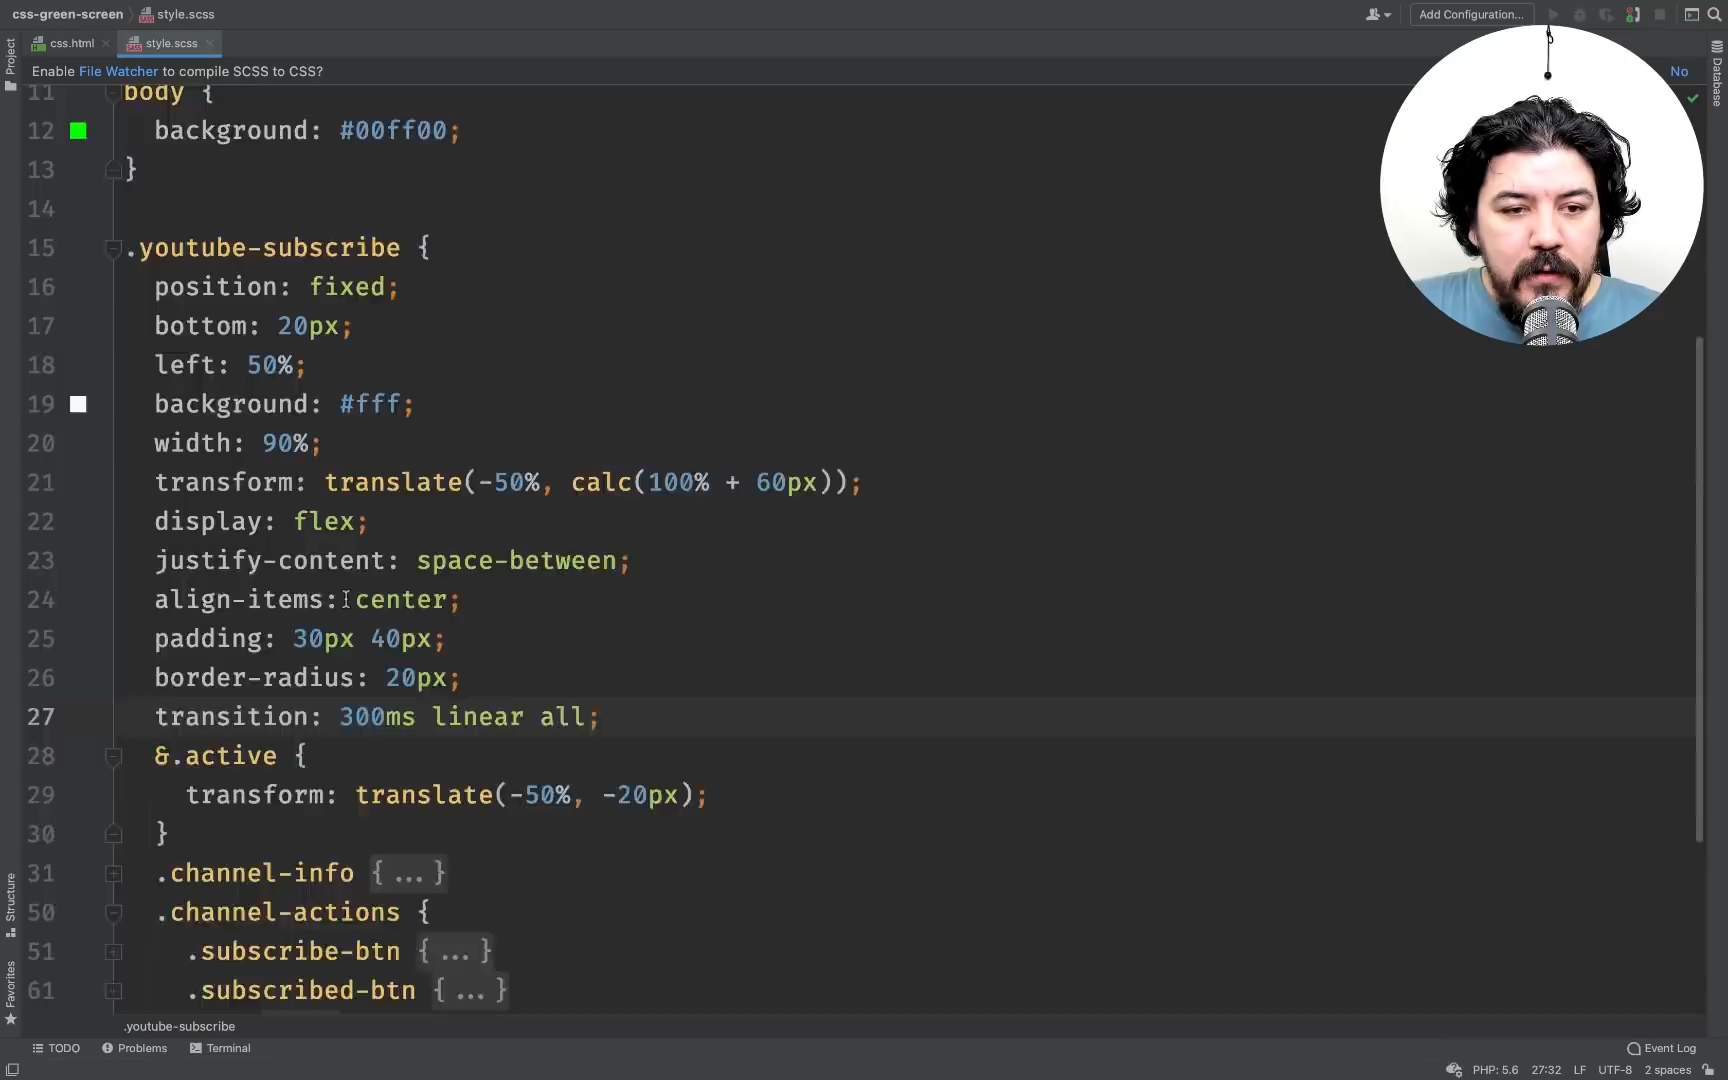 css-green-screen
style.scss
Add Configuration...
css.html
style.scss
Project
Database
Enable File Watcher to compile SCSS to CSS?
No
11 body {
12 background: #00ff00;
13 }
14
15 .youtube-subscribe {
16 position: fixed;
17 bottom: 20px;
18 left: 50%;
19 background: #fff;
20 width: 90%;
21 transform: translate(-50%, calc(100% + 60px));
22 display: flex;
23 justify-content: space-between;
24 align-items: center;
25 padding: 30px 40px;
26 border-radius: 20px;
27 transition: 300ms linear all;
28 &.active {
29 transform: translate(-50%, -20px);
30 }
31 .channel-info {...}
50 .channel-actions {
51 .subscribe-btn {...}
61 .subscribed-btn {...}
Structure
Favorites
.youtube-subscribe
TODO
Problems
Terminal
Event Log
PHP: 5.6
27:32
LF
UTF-8
2 spaces